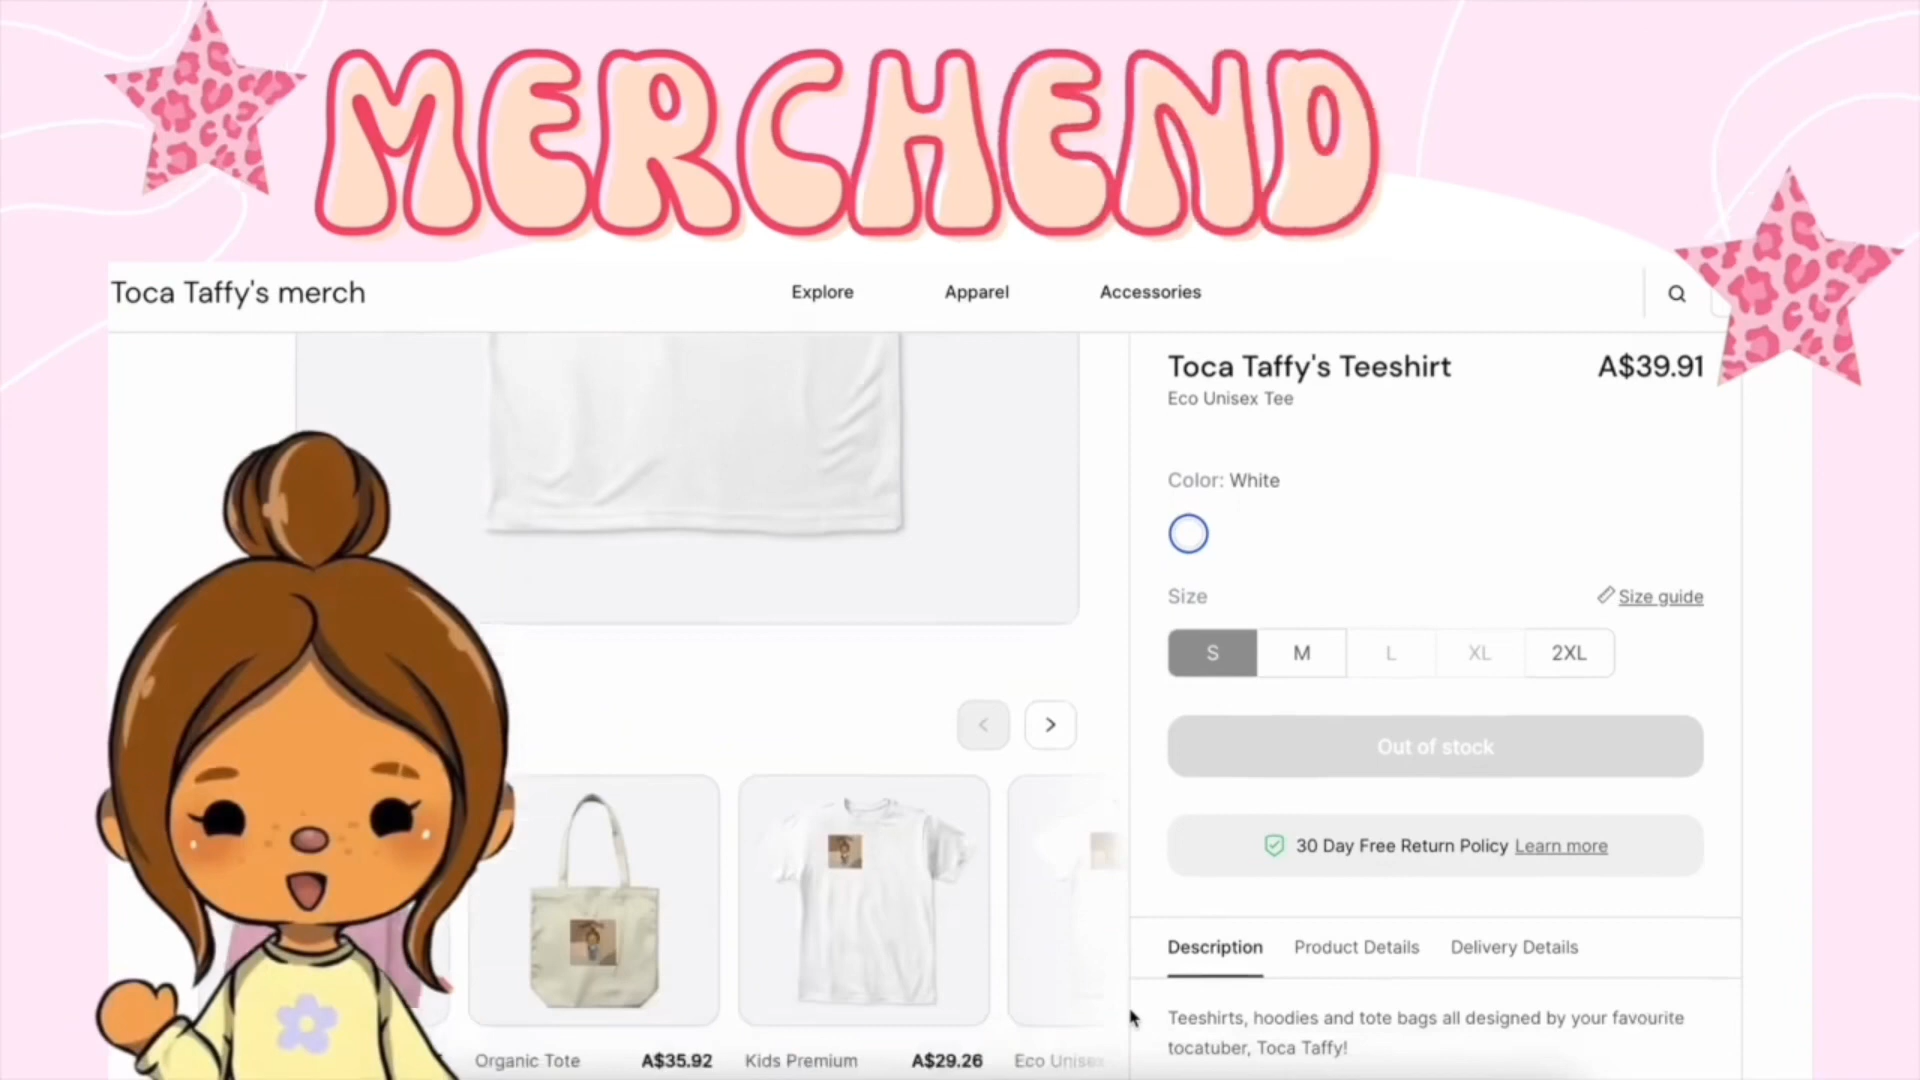 MERCHEND
Toca Taffy's merch
Explore
Apparel
Accessories
Toca Taffy's Teeshirt
A$39.91
Eco Unisex Tee
Color: White
Size
Size guide
S
M
L
XL
2XL
Out of stock
30 Day Free Return Policy Learn more
Description
Product Details
Delivery Details
Teeshirts, hoodies and tote bags all designed by your favourite
tocatuber, Toca Taffy!
Organic Tote
A$35.92
Kids Premium
A$29.26
Eco Unisex